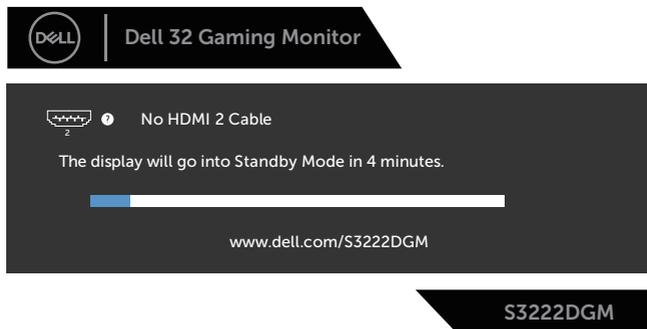 DELL
Dell 32 Gaming Monitor
? No HDMI 2 Cable
2
The display will go into Standby Mode in 4 minutes.
www.dell.com/S3222DGM
S3222DGM